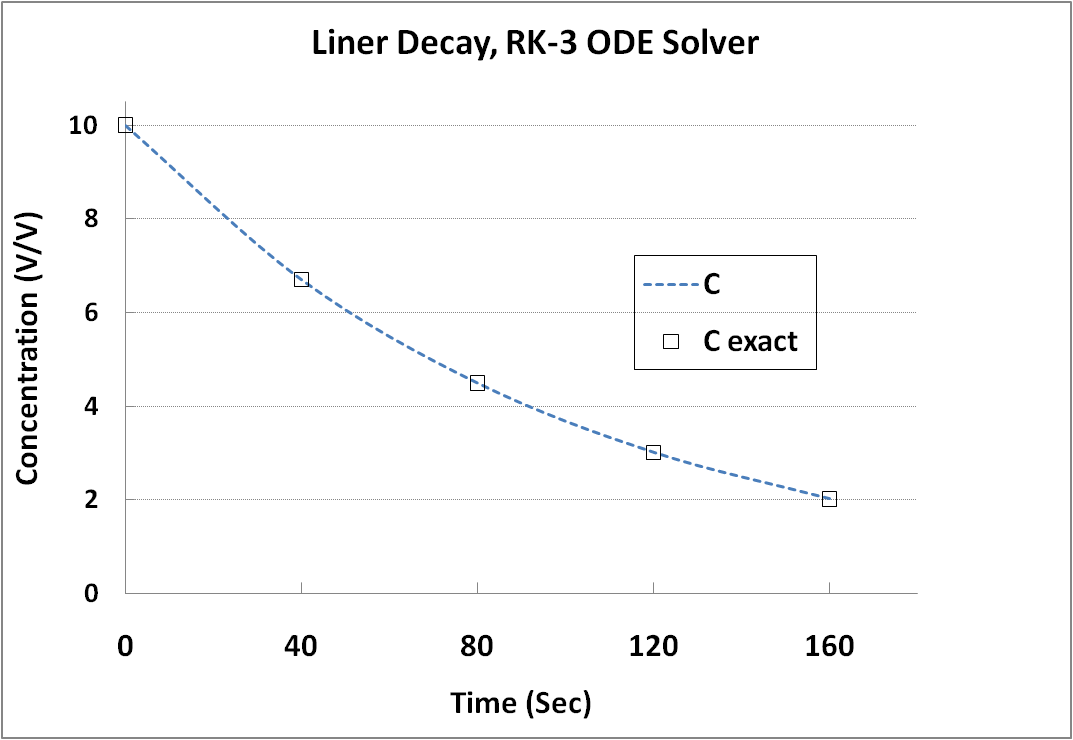 Liner Decay, RK-3 ODE Solver
10
8
6
4
2
0
Concentration (V/V)
C
C exact
0 40 80 120 160
Time (Sec)